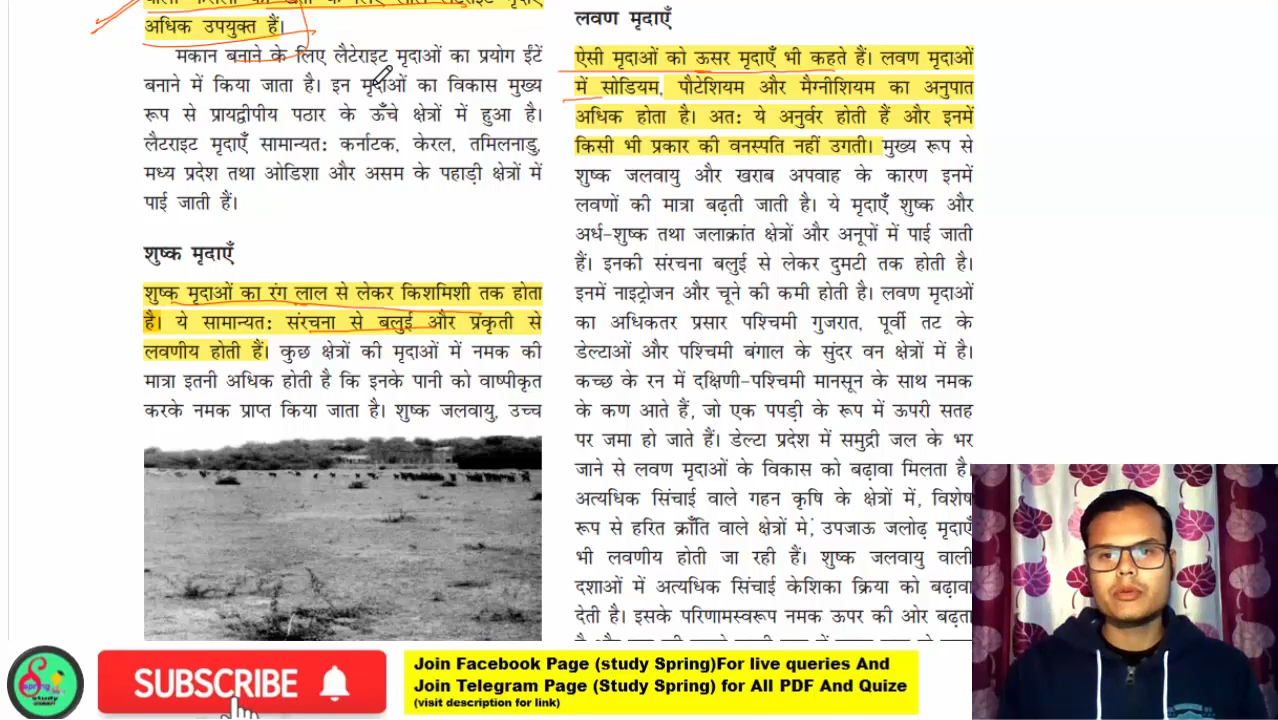 अधिक उपयुक्त हैं।
मकान बनाने के लिए लैटेराइट मृदाओं का प्रयोग ईंटें
बनाने में किया जाता है। इन मृदाओं का विकास मुख्य
रूप से प्रायद्वीपीय पठार के ऊँचे क्षेत्रों में हुआ है।
लैटराइट मृदाएँ सामान्यत: कर्नाटक, केरल, तमिलनाडु,
मध्य प्रदेश तथा ओडिशा और असम के पहाड़ी क्षेत्रों में
पाई जाती हैं।
शुष्क मृदाएँ
शुष्क मृदाओं का रंग लाल से लेकर किशमिशी तक होता
है। ये सामान्यत: संरचना से बलुई और प्रकृती से
लवणीय होती हैं। कुछ क्षेत्रों की मृदाओं में नमक की
मात्रा इतनी अधिक होती है कि इनके पानी को वाष्पीकृत
करके नमक प्राप्त किया जाता है। शुष्क जलवायु, उच्च
लवण मृदाएँ
ऐसी मृदाओं को ऊसर मृदाएँ भी कहते हैं। लवण मृदाओं
में सोडियम, पौटेशियम और मैग्नीशियम का अनुपात
अधिक होता है। अत: ये अनुर्वर होती हैं और इनमें
किसी भी प्रकार की वनस्पति नहीं उगती। मुख्य रूप से
शुष्क जलवायु और खराब अपवाह के कारण इनमें
लवणों की मात्रा बढ़ती जाती है। ये मृदाएँ शुष्क और
अर्ध-शुष्क तथा जलाक्रांत क्षेत्रों और अनूपों में पाई जाती
हैं। इनकी संरचना बलुई से लेकर दुमटी तक होती है।
इनमें नाइट्रोजन और चूने की कमी होती है। लवण मृदाओं
का अधिकतर प्रसार पश्चिमी गुजरात, पूर्वी तट के
डेल्टाओं और पश्चिमी बंगाल के सुंदर वन क्षेत्रों में है।
कच्छ के रन में दक्षिणी-पश्चिमी मानसून के साथ नमक
के कण आते हैं, जो एक पपड़ी के रूप में ऊपरी सतह
पर जमा हो जाते हैं। डेल्टा प्रदेश में समुद्री जल के भर
जाने से लवण मृदाओं के विकास को बढ़ावा मिलता है
अत्यधिक सिंचाई वाले गहन कृषि के क्षेत्रों में, विशेष
रूप से हरित क्राँति वाले क्षेत्रों में; उपजाऊ जलोढ़ मृदाएँ
भी लवणीय होती जा रही हैं। शुष्क जलवायु वाली
दशाओं में अत्यधिक सिंचाई केशिका क्रिया को बढ़ावा
देती है। इसके परिणामस्वरूप नमक ऊपर की ओर बढ़ता
SUBSCRIBE
Join Facebook Page (study Spring)For live queries And
Join Telegram Page (Study Spring) for All PDF And Quize
(visit description for link)